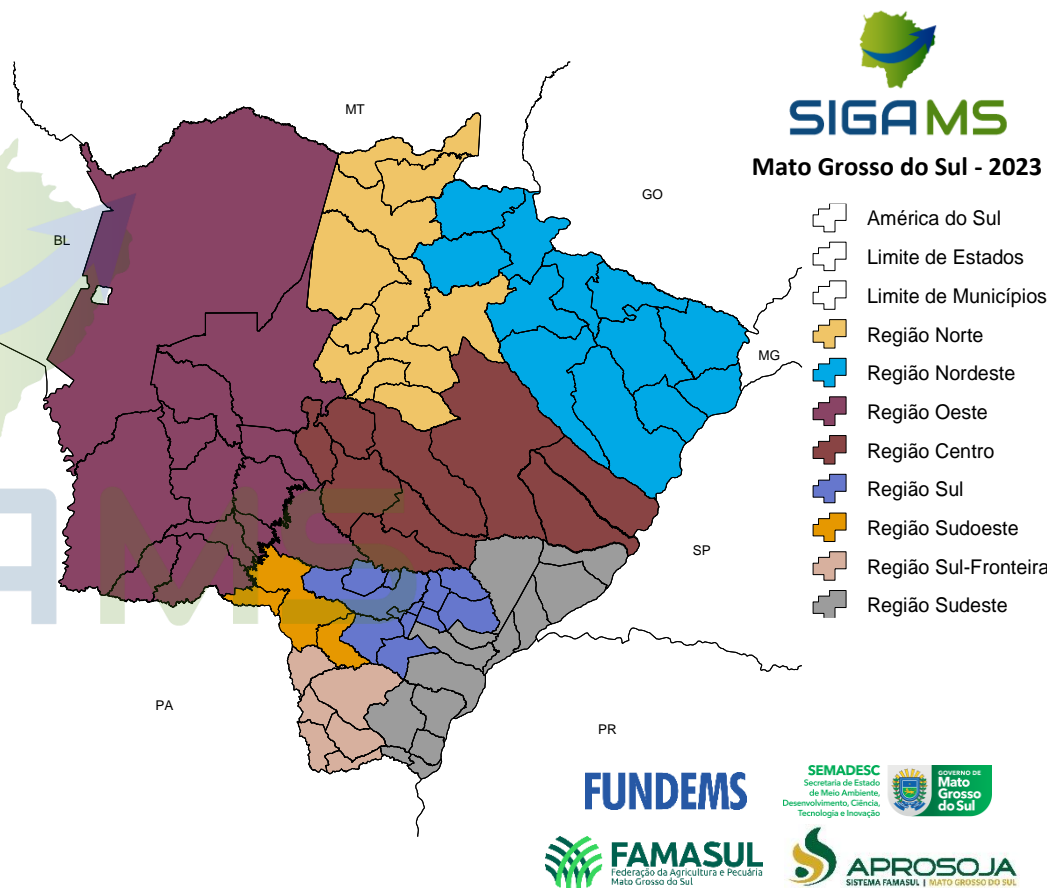 SIGAMS
Mato Grosso do Sul - 2023
MT
GO
BL
MG
SP
PA
PR
América do Sul
Limite de Estados
Limite de Municípios
Região Norte
Região Nordeste
Região Oeste
Região Centro
Região Sul
Região Sudoeste
Região Sul-Fronteira
Região Sudeste
AMS
FUNDEMS
SEMADESC
Secretaria de Estado
de Meio Ambiente,
Desenvolvimento, Ciência,
Tecnologia e Inovação
GOVERNO DE
Mato
Grosso
do Sul
FAMASUL
Federação da Agricultura e Pecuária
Mato Grosso do Sul
APROSOJA
SISTEMA FAMASUL | MATO GROSSO DO SUL